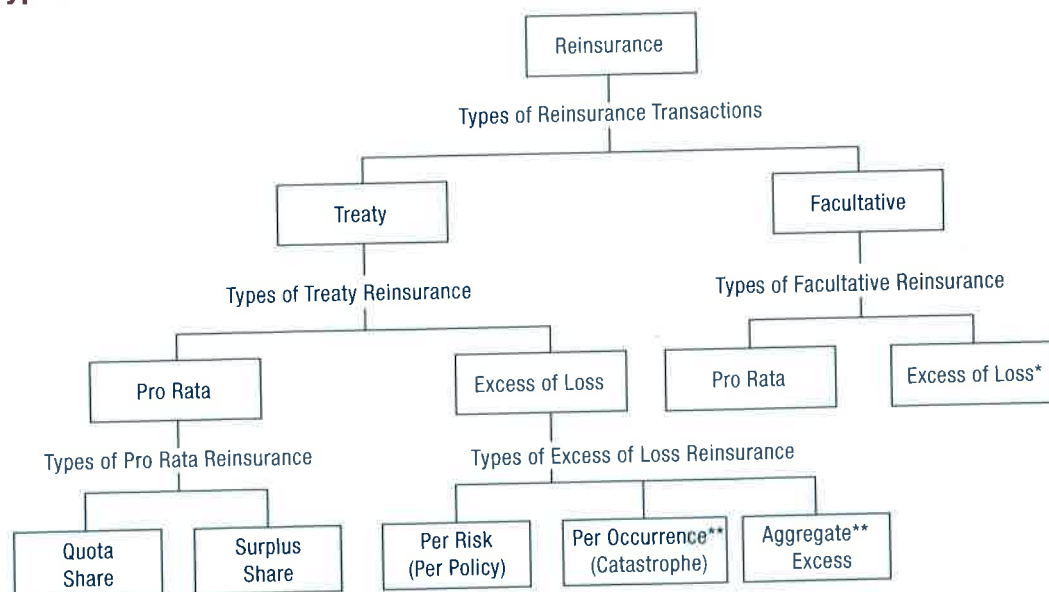 Reinsurance
Types of Reinsurance Transactions
Treaty
Facultative
Types of Treaty Reinsurance
Types of Facultative Reinsurance
Pro Rata
Excess of Loss
Pro Rata
Excess of Loss*
Types of Pro Rata Reinsurance
Types of Excess of Loss Reinsurance
Quota
Share
Surplus
Share
Per Risk
(Per Policy)
Per Occurrence**
(Catastrophe)
Aggregate**
Excess